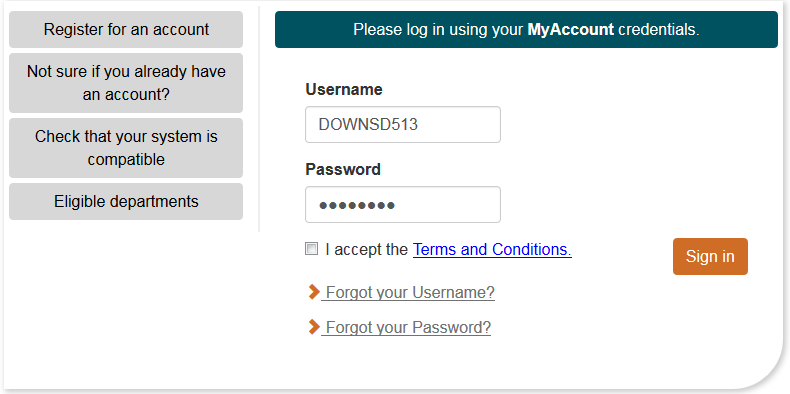 Register for an account
Not sure if you already have
an account?
Check that your system is
compatible
Eligible departments
Please log in using your MyAccount credentials.
Username
DOWNSD513
Password
●●●●●●●●
I accept the Terms and Conditions.
Sign in
Forgot your Username?
Forgot your Password?